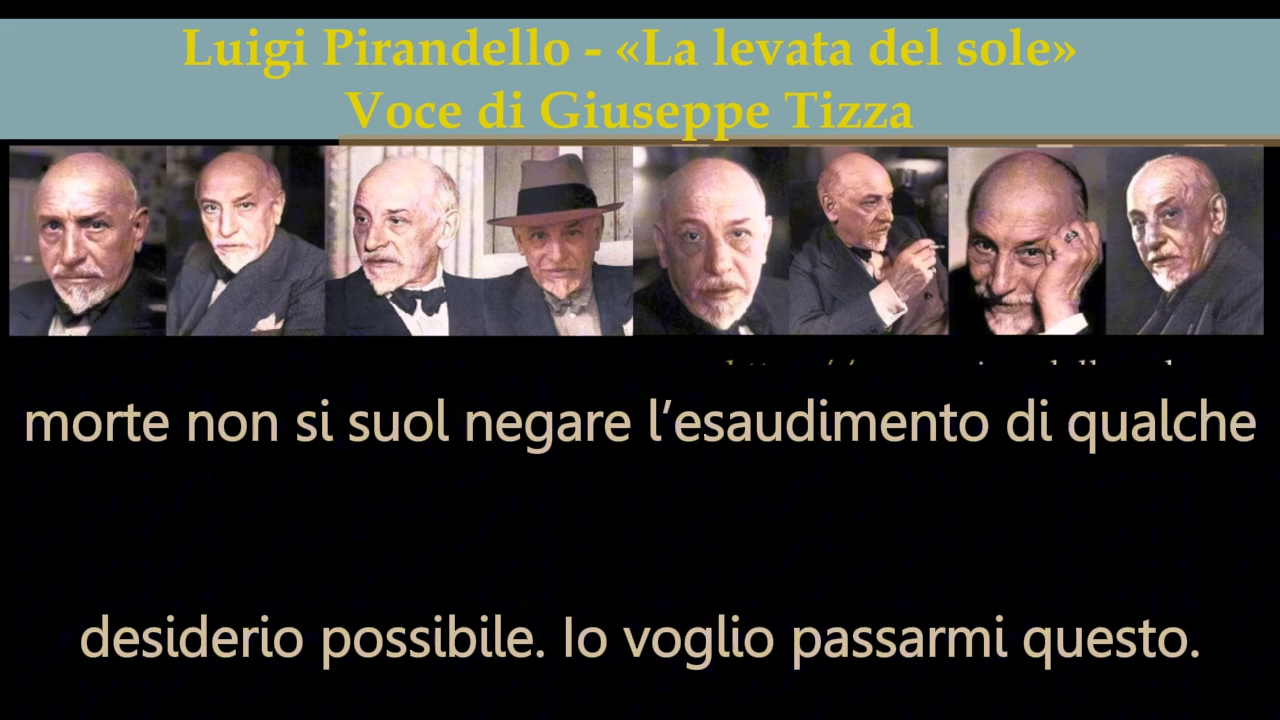 Luigi Pirandello - «La levata del sole»
Voce di Giuseppe Tizza
morte non si suol negare l’esaudimento di qualche
desiderio possibile. Io voglio passarmi questo.